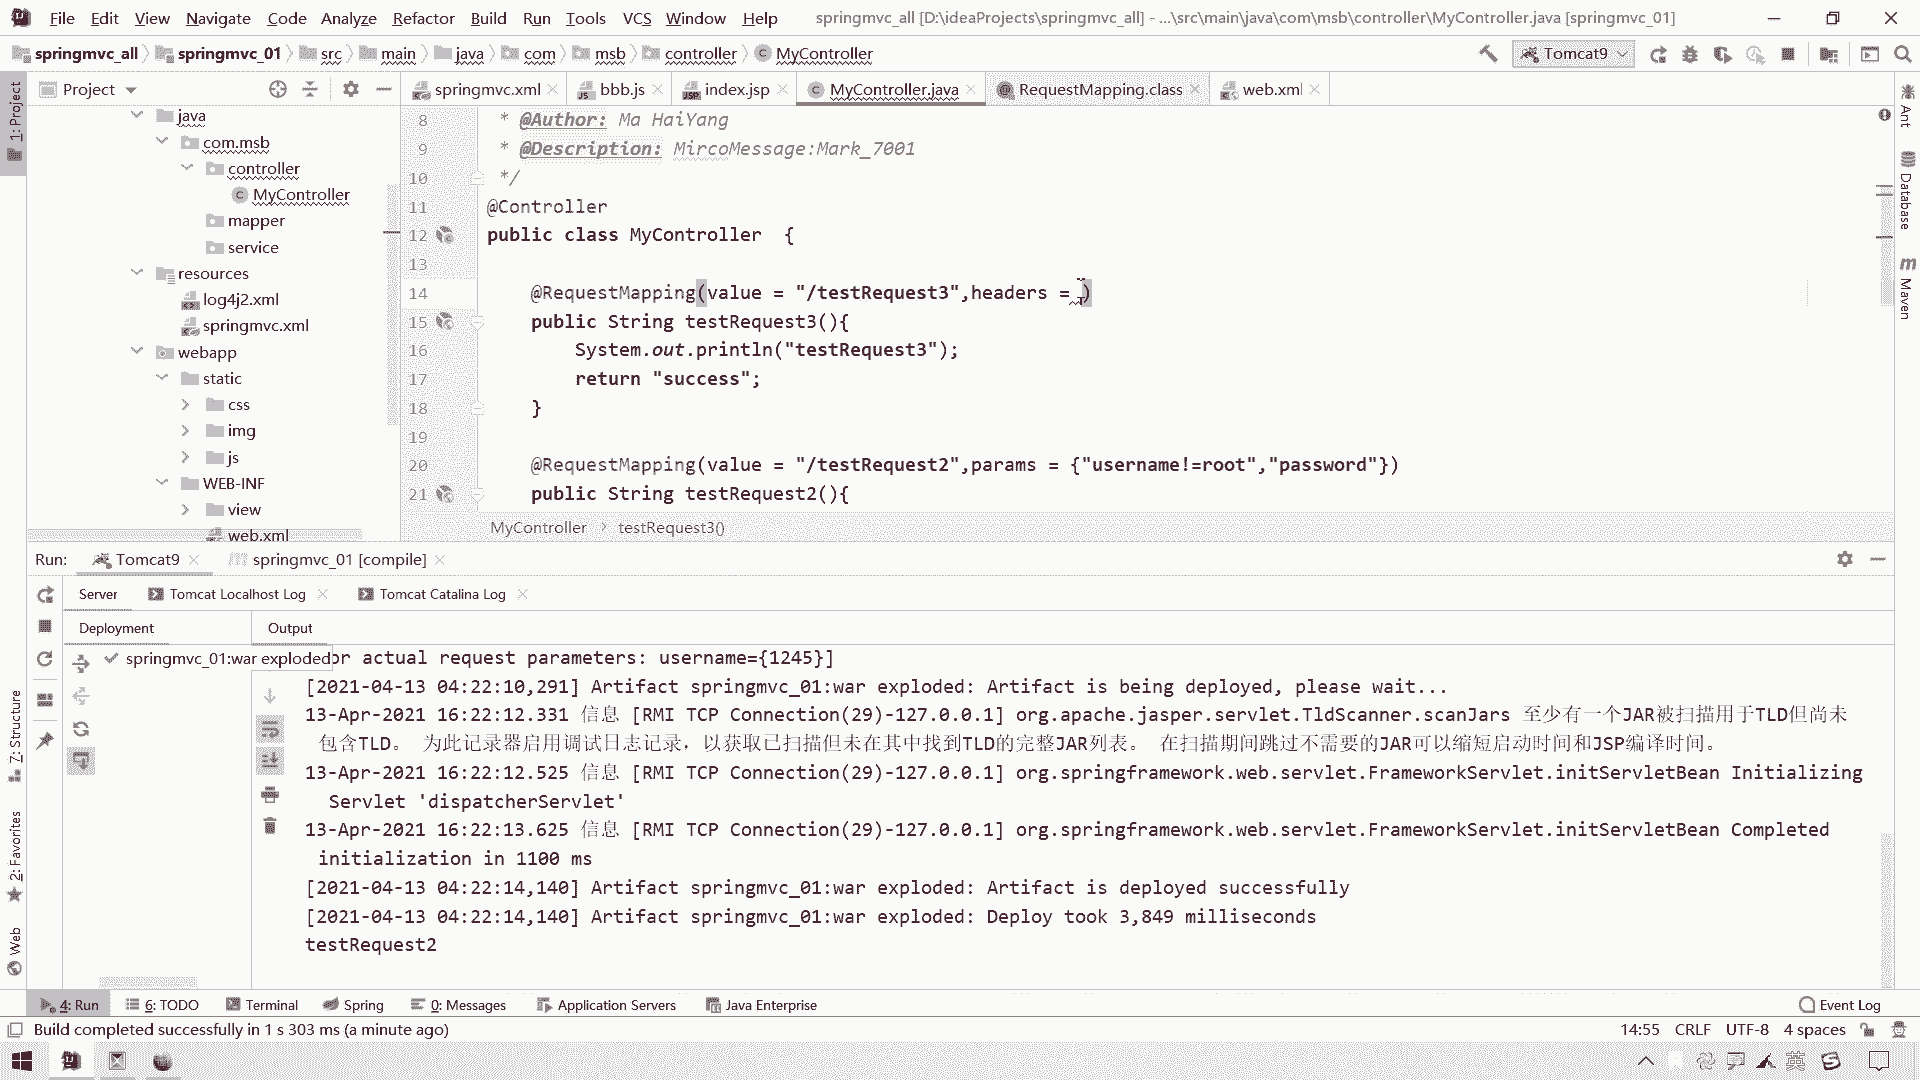 File Edit View Navigate Code Analyze Refactor Build Run Tools VCS Window Help springmvc_all [D:\ideaProjects\springmvc_all] - ...\src\main\java\com\msb\controller\MyController.java [springmvc_01]
springmvc_all springmvc_01 src main java com msb controller MyController Tomcat9
Project springmvc.xml bbb.js index.jsp MyController.java RequestMapping.class web.xml
1: Project
java
com.msb
controller
MyController
mapper
service
resources
log4j2.xml
springmvc.xml
webapp
static
css
img
js
WEB-INF
view
web.xml
8 * @Author: Ma HaiYang
9 * @Description: MircoMessage:Mark_7001
10 */
11 @Controller
12 public class MyController {
13
14 @RequestMapping(value = "/testRequest3",headers = )
15 public String testRequest3(){
16 System.out.println("testRequest3");
17 return "success";
18 }
19
20 @RequestMapping(value = "/testRequest2",params = {"username!=root","password"})
21 public String testRequest2(){
MyController testRequest3()
Ant
Database
Maven
Run: Tomcat9 springmvc_01 [compile]
Server Tomcat Localhost Log Tomcat Catalina Log
Deployment Output
springmvc_01:war exploded
or actual request parameters: username={1245}]
[2021-04-13 04:22:10,291] Artifact springmvc_01:war exploded: Artifact is being deployed, please wait...
13-Apr-2021 16:22:12.331 信息 [RMI TCP Connection(29)-127.0.0.1] org.apache.jasper.servlet.TldScanner.scanJars 至少有一个JAR被扫描用于TLD但尚未
包含TLD。 为此记录器启用调试日志记录，以获取已扫描但未在其中找到TLD的完整JAR列表。 在扫描期间跳过不需要的JAR可以缩短启动时间和JSP编译时间。
13-Apr-2021 16:22:12.525 信息 [RMI TCP Connection(29)-127.0.0.1] org.springframework.web.servlet.FrameworkServlet.initServletBean Initializing
Servlet 'dispatcherServlet'
13-Apr-2021 16:22:13.625 信息 [RMI TCP Connection(29)-127.0.0.1] org.springframework.web.servlet.FrameworkServlet.initServletBean Completed
initialization in 1100 ms
[2021-04-13 04:22:14,140] Artifact springmvc_01:war exploded: Artifact is deployed successfully
[2021-04-13 04:22:14,140] Artifact springmvc_01:war exploded: Deploy took 3,849 milliseconds
testRequest2
7: Structure
2: Favorites
Web
4: Run 6: TODO Terminal Spring 0: Messages Application Servers Java Enterprise Event Log
Build completed successfully in 1 s 303 ms (a minute ago) 14:55 CRLF UTF-8 4 spaces
英